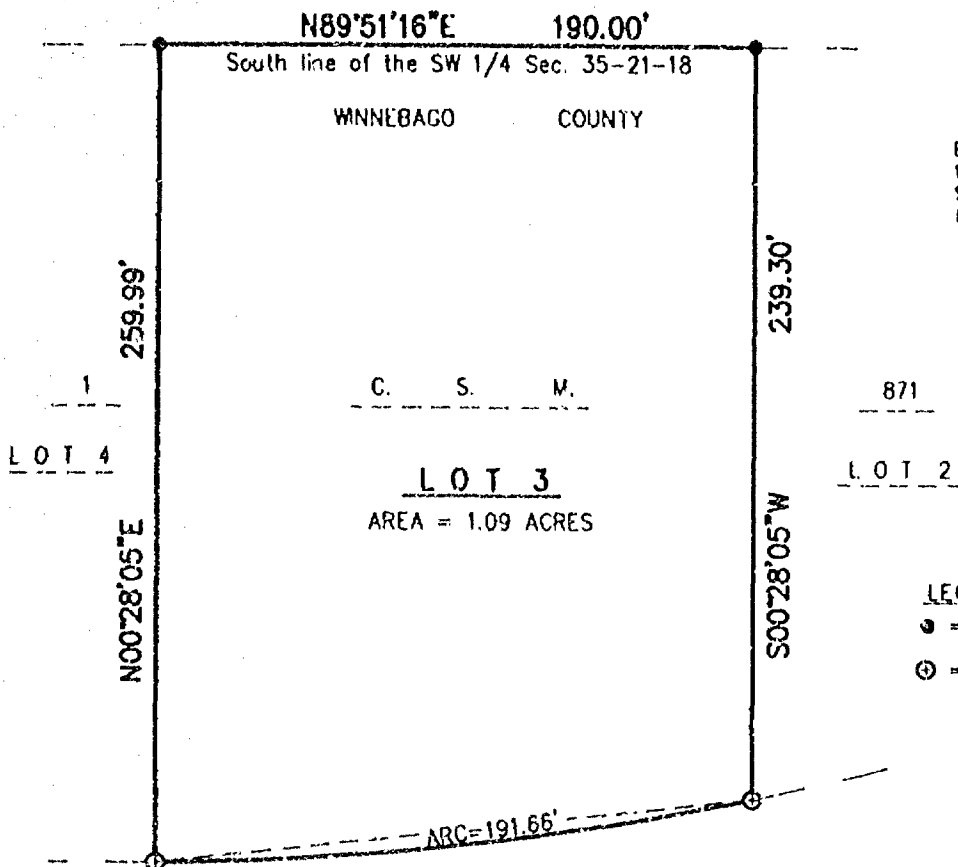 N89°51'16"E 190.00'
South line of the SW 1/4 Sec. 35-21-18
WINNEBAGO COUNTY
259.99'
239.30'
1
C. S. M.
871
LOT 4
LOT 3
LOT 2
AREA = 1.09 ACRES
N00°28'05"E
S00°28'05"W
=
=
ARC=191.66'